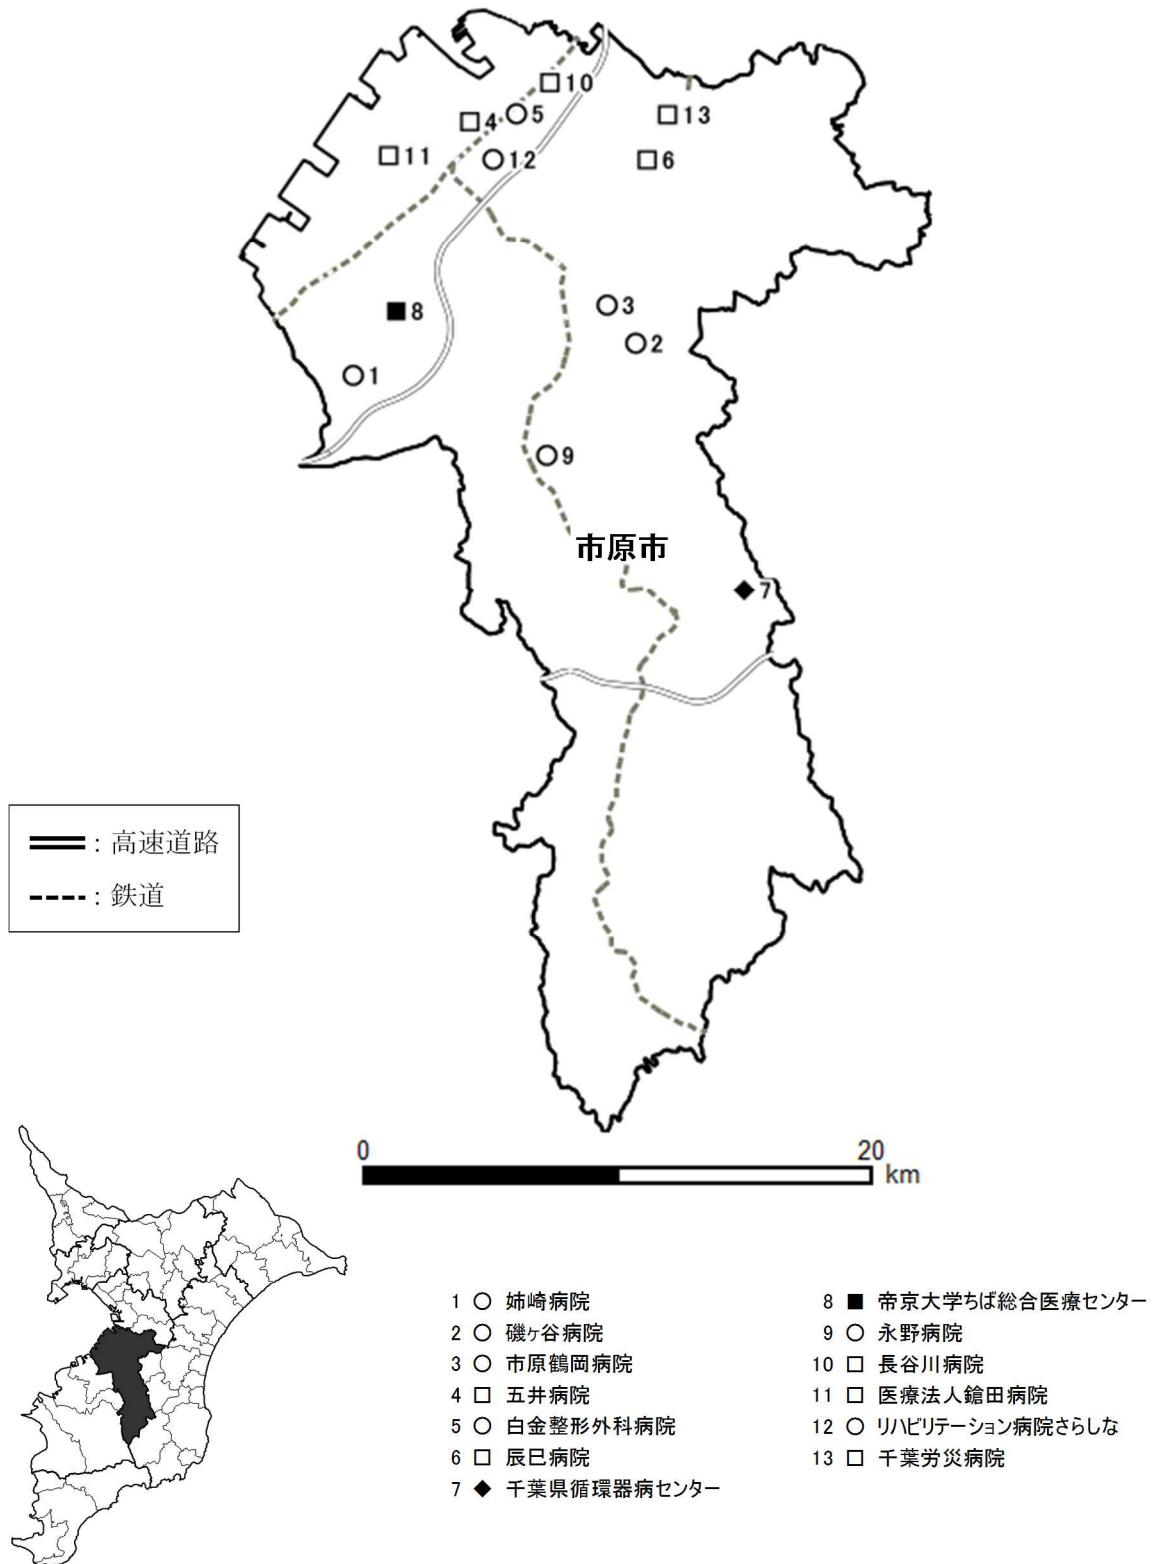 10
5
13
4
11
12
6
3
8
2
1
9
市原市
7
═ : 高速道路
---- : 鉄道
0 20
km
1 ○ 姉崎病院
2 ○ 磯ヶ谷病院
3 ○ 市原鶴岡病院
4 □ 五井病院
5 ○ 白金整形外科病院
6 □ 辰巳病院
7 ◆ 千葉県循環器病センター
8 ■ 帝京大学ちば総合医療センター
9 ○ 永野病院
10 □ 長谷川病院
11 □ 医療法人鎗田病院
12 ○ リハビリテーション病院さらしな
13 □ 千葉労災病院